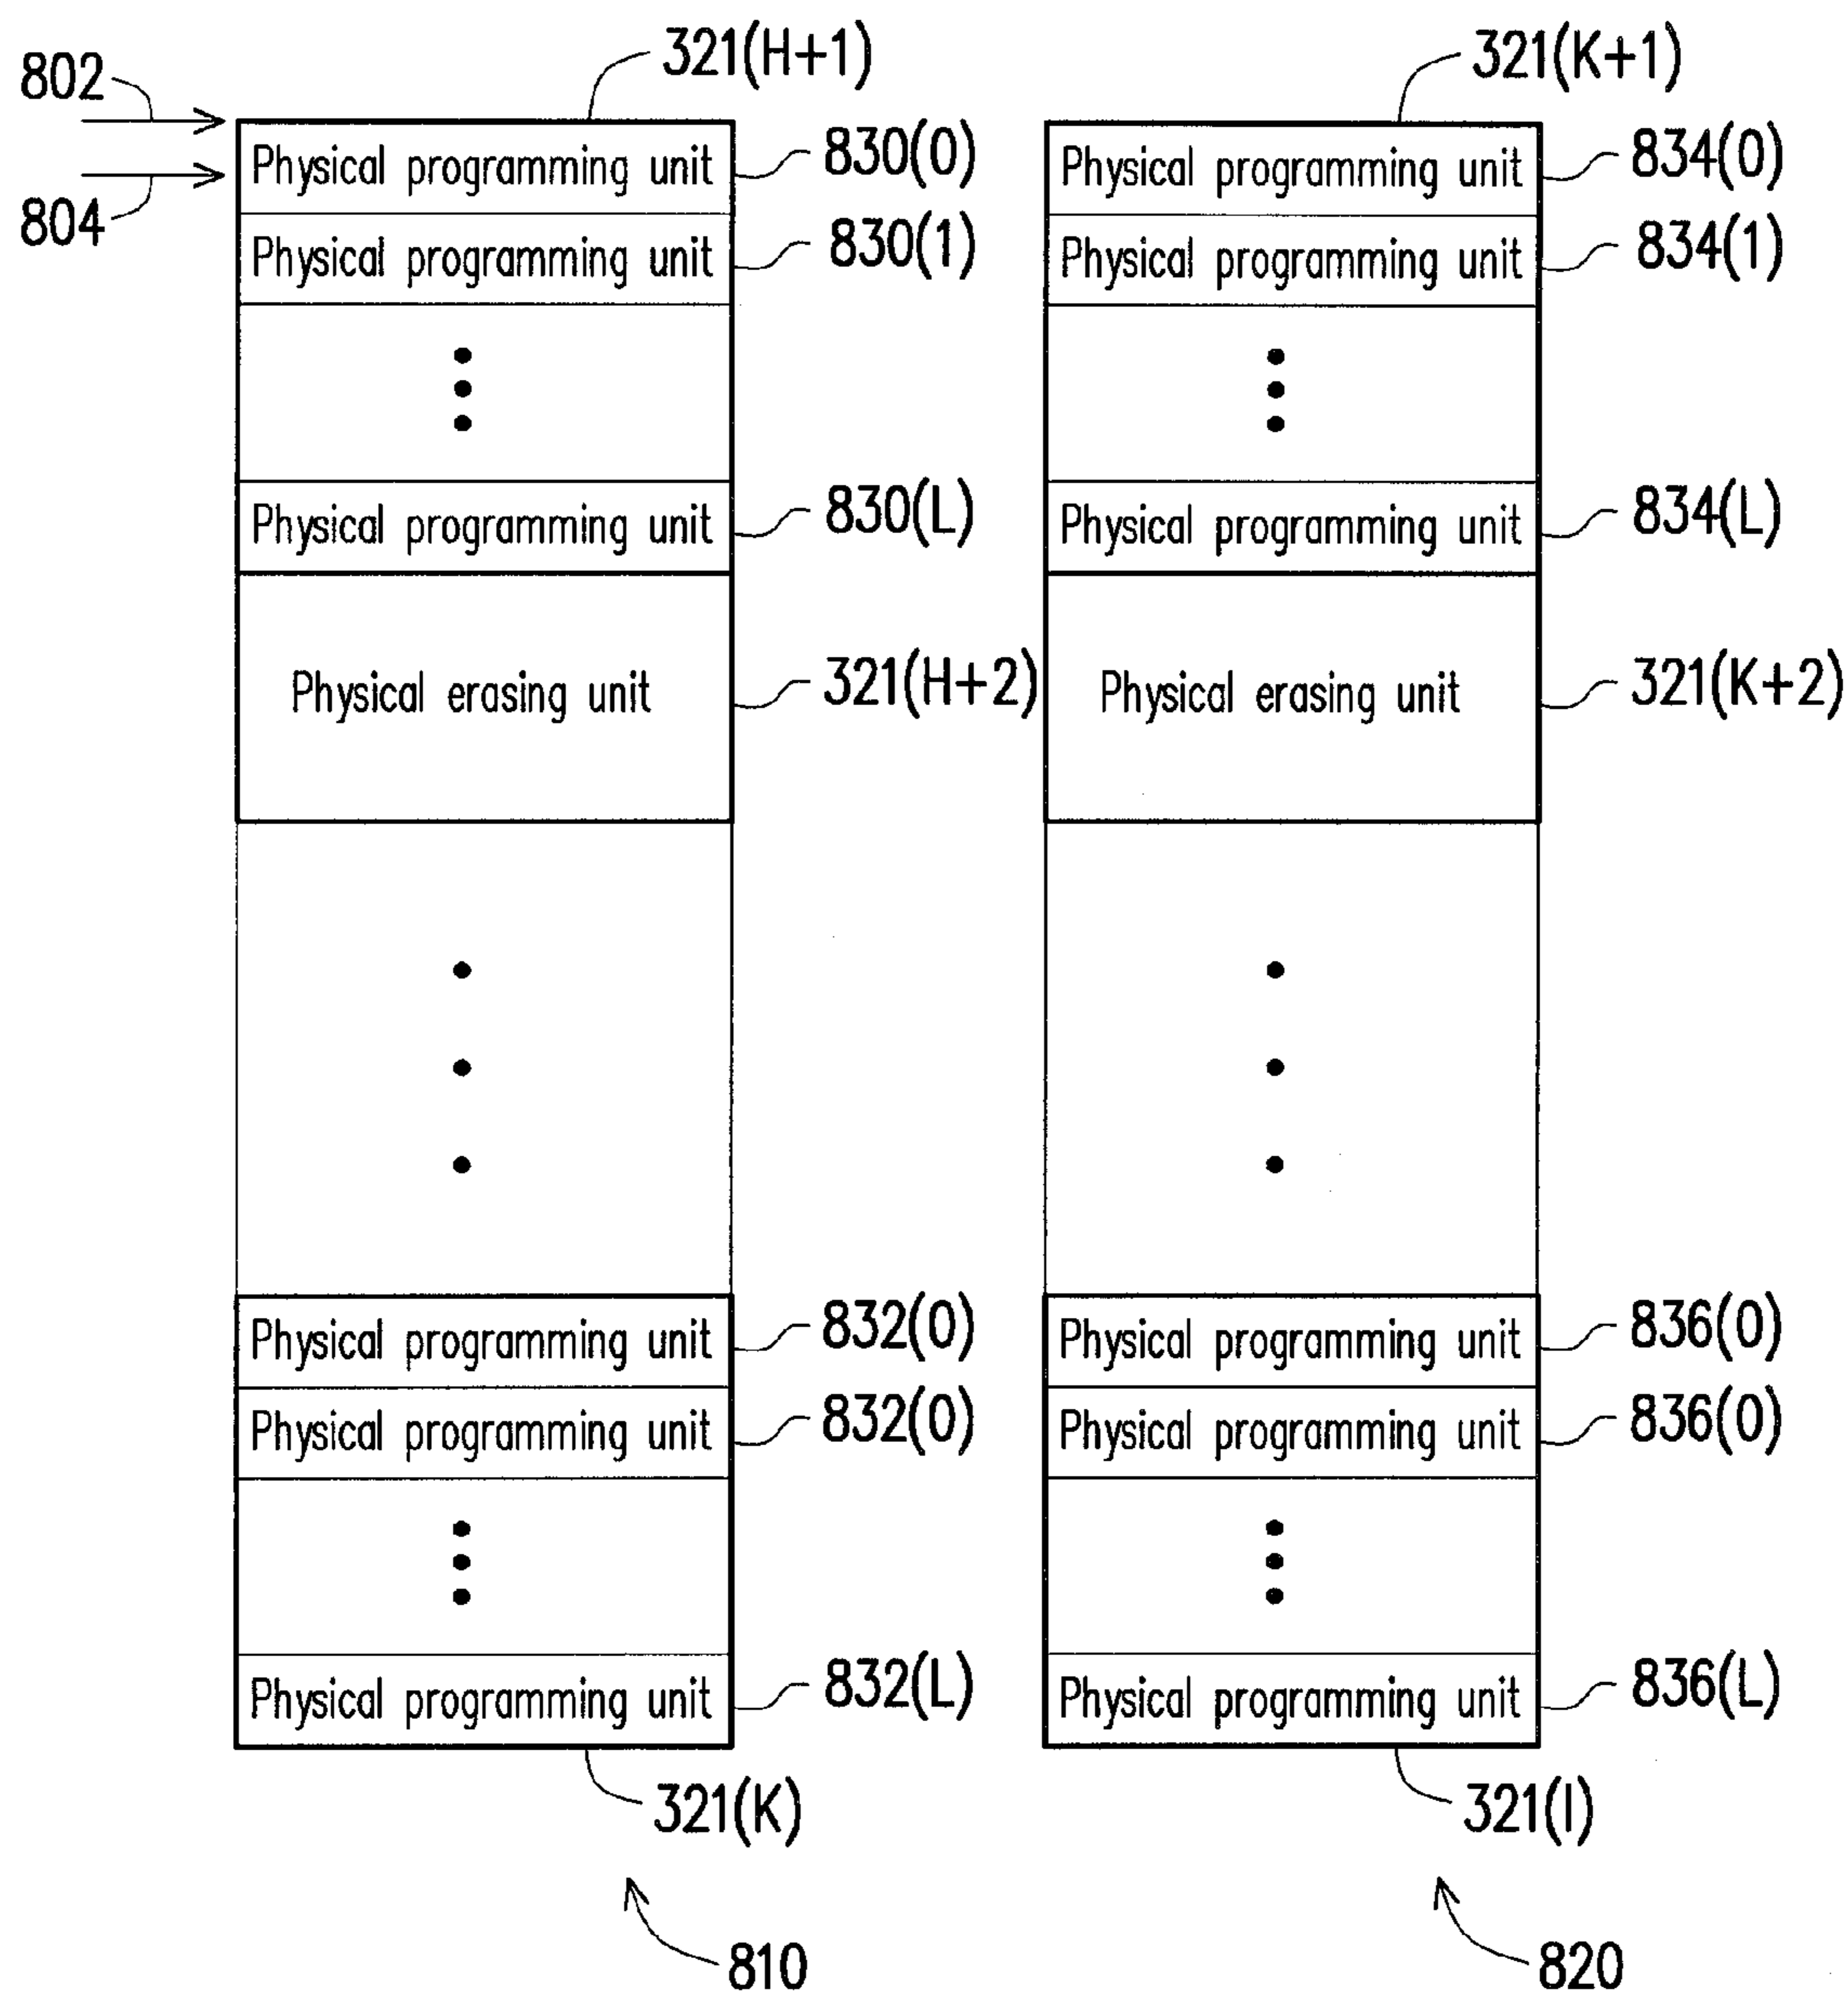 321(H+1)
321(K+1)
802
804
Physical programming unit
830(0)
Physical programming unit
834(0)
Physical programming unit
830(1)
Physical programming unit
834(1)
Physical programming unit
830(L)
Physical programming unit
834(L)
Physical erasing unit
321(H+2)
Physical erasing unit
321(K+2)
Physical programming unit
832(0)
Physical programming unit
836(0)
Physical programming unit
832(0)
Physical programming unit
836(0)
Physical programming unit
832(L)
Physical programming unit
836(L)
321(K)
321(I)
810
820